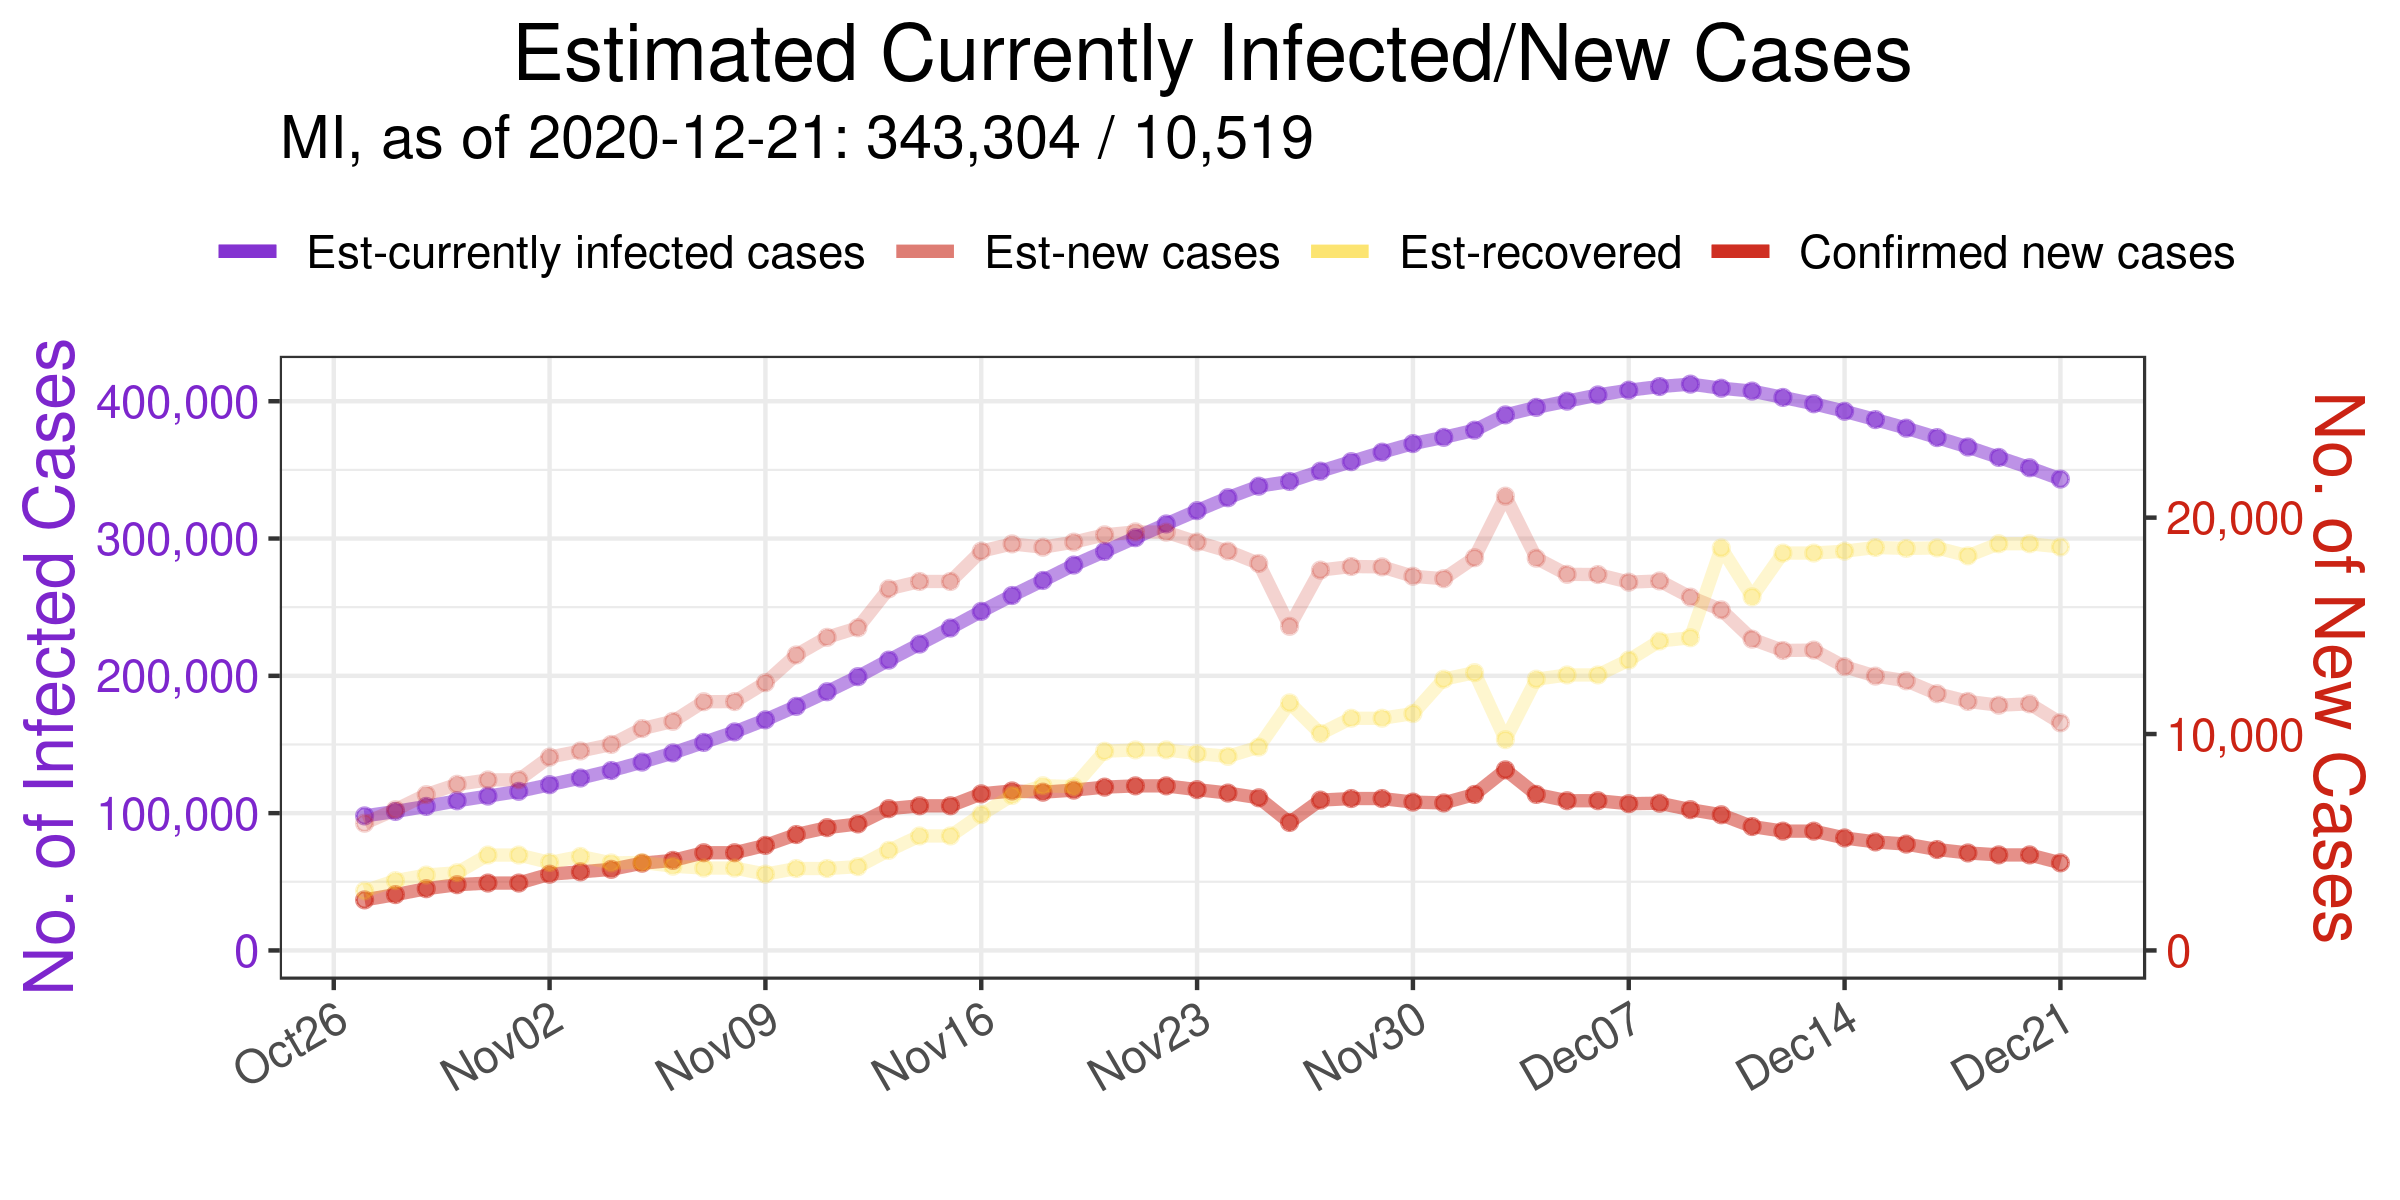 Estimated Currently Infected/New Cases
MI, as of 2020-12-21: 343,304 / 10,519
Est-currently infected cases Est-new cases Est-recovered Confirmed new cases
No. of Infected Cases
400,000
300,000
200,000
100,000
0
20,000
10,000
0
No. of New Cases
Oct26 Nov02 Nov09 Nov16 Nov23 Nov30 Dec07 Dec14 Dec21